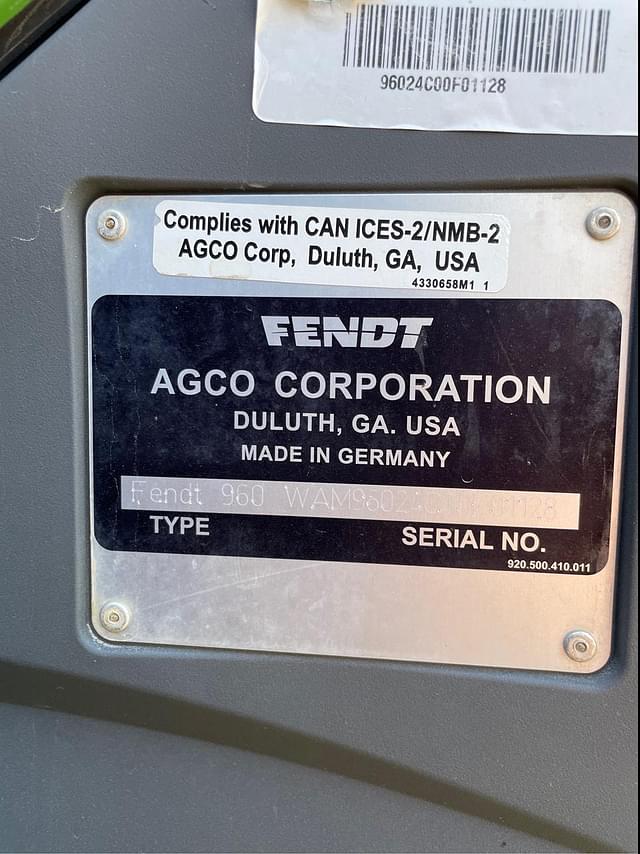 96024C00F01128
Complies with CAN ICES-2/NMB-2
AGCO Corp, Duluth, GA, USA
4330658M1 1
FENDT
AGCO CORPORATION
DULUTH, GA. USA
MADE IN GERMANY
Fendt 960 WAM96024C00F01128
TYPE
SERIAL NO.
920.500.410.011